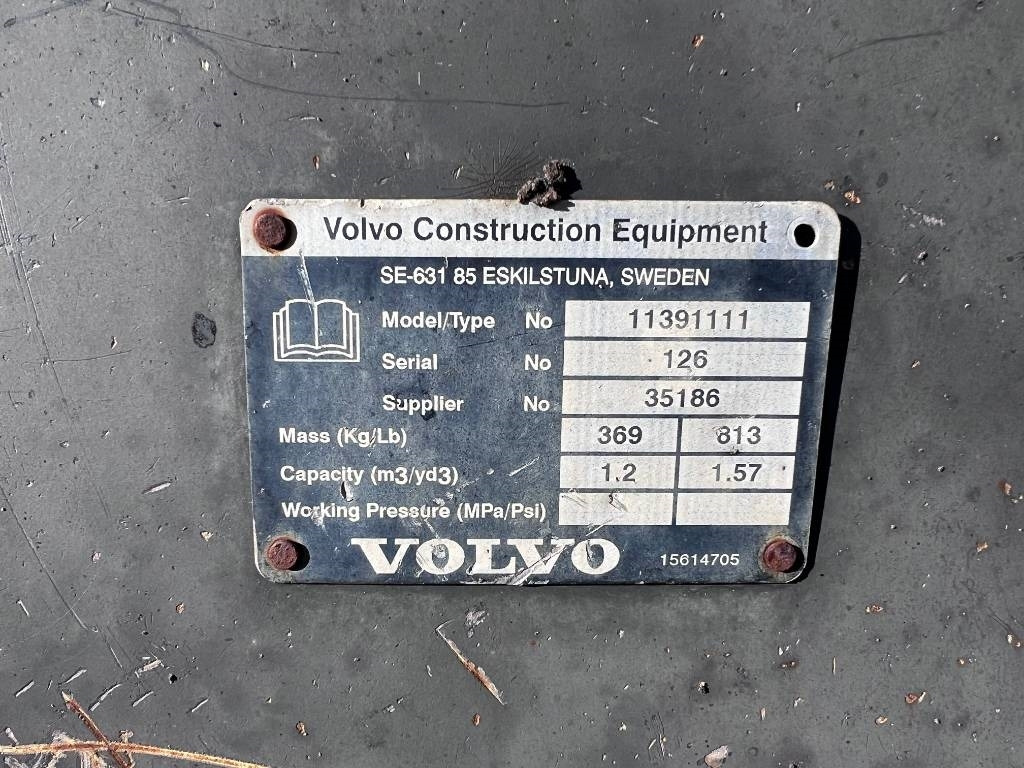 Volvo Construction Equipment
SE-631 85 ESKILSTUNA, SWEDEN
Model/Type No 11391111
Serial No 126
Supplier No 35186
Mass (Kg/Lb) 369 813
Capacity (m3/yd3) 1.2 1.57
Working Pressure (MPa/Psi)
VOLVO 15614705